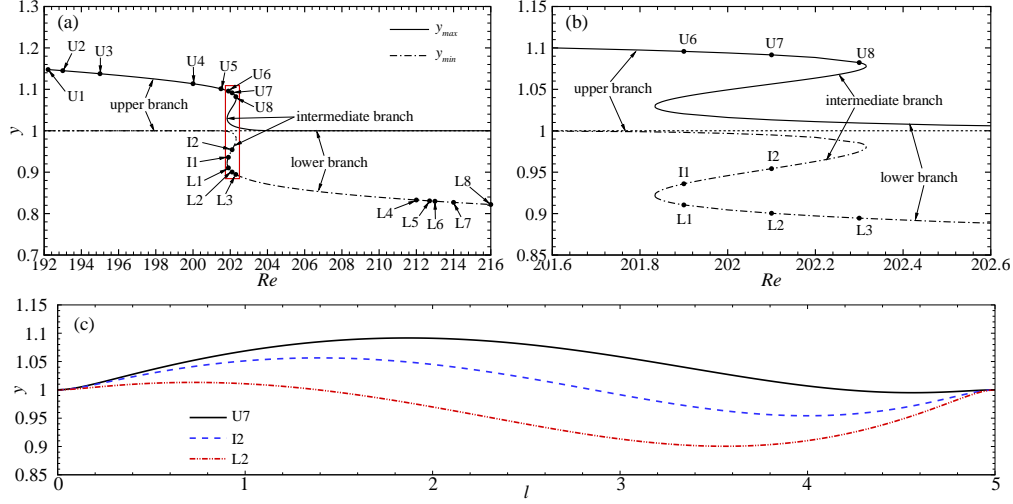 (a)
y_max
y_min
U2
U3
U1
U4
U5
U6
U7
U8
upper branch
intermediate branch
lower branch
I2
I1
L1
L2
L3
L4
L5
L6
L7
L8
1.3
1.2
1.1
1
0.9
0.8
0.7
y
192 194 196 198 200 202 204 206 208 210 212 214 216
Re
(b)
U6
U7
U8
upper branch
intermediate branch
lower branch
I1
I2
L1
L2
L3
1.15
1.1
1.05
1
0.95
0.9
0.85
201.6 201.8 202 202.2 202.4 202.6
Re
(c)
1.15
1.1
1.05
1
0.95
0.9
0.85
y
U7
I2
L2
0 1 2 3 4 5
l